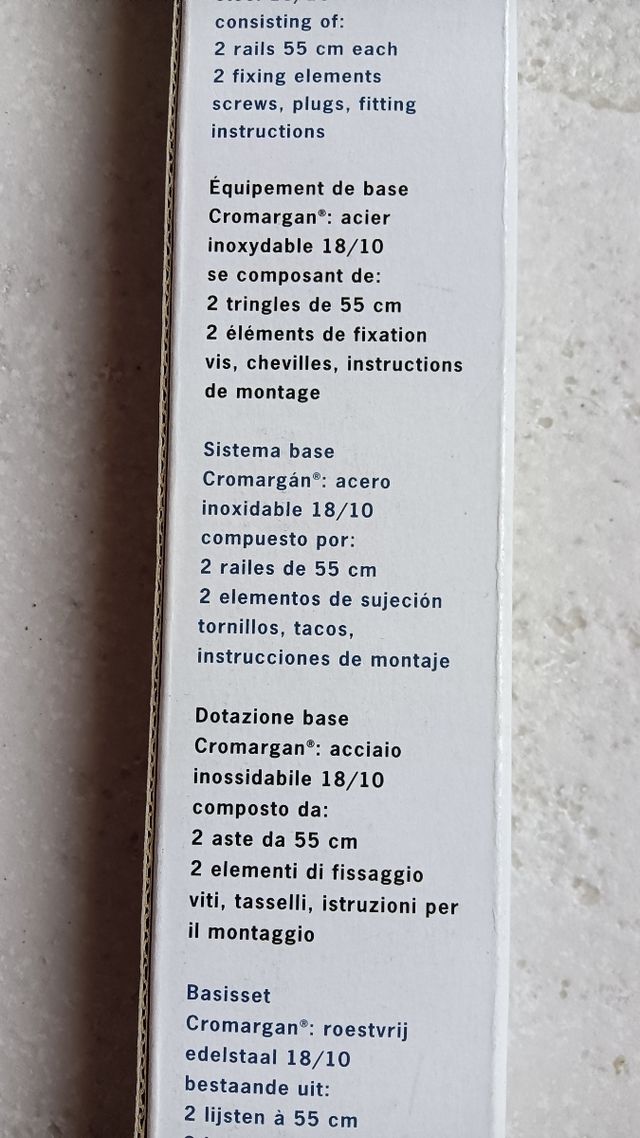 consisting of:
2 rails 55 cm each
2 fixing elements
screws, plugs, fitting
instructions
Équipement de base
Cromargan®: acier
inoxydable 18/10
se composant de:
2 tringles de 55 cm
2 éléments de fixation
vis, chevilles, instructions
de montage
Sistema base
Cromargán®: acero
inoxidable 18/10
compuesto por:
2 railes de 55 cm
2 elementos de sujeción
tornillos, tacos,
instrucciones de montaje
Dotazione base
Cromargan®: acciaio
inossidabile 18/10
composto da:
2 aste da 55 cm
2 elementi di fissaggio
viti, tasselli, istruzioni per
il montaggio
Basisset
Cromargan®: roestvrij
edelstaal 18/10
bestaande uit:
2 lijsten à 55 cm